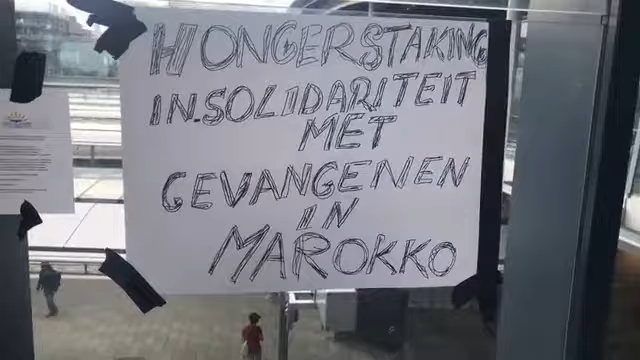 HONGERSTAKING
IN.SOLIDARITEIT
MET
GEVANGENEN
IN
MAROKKO